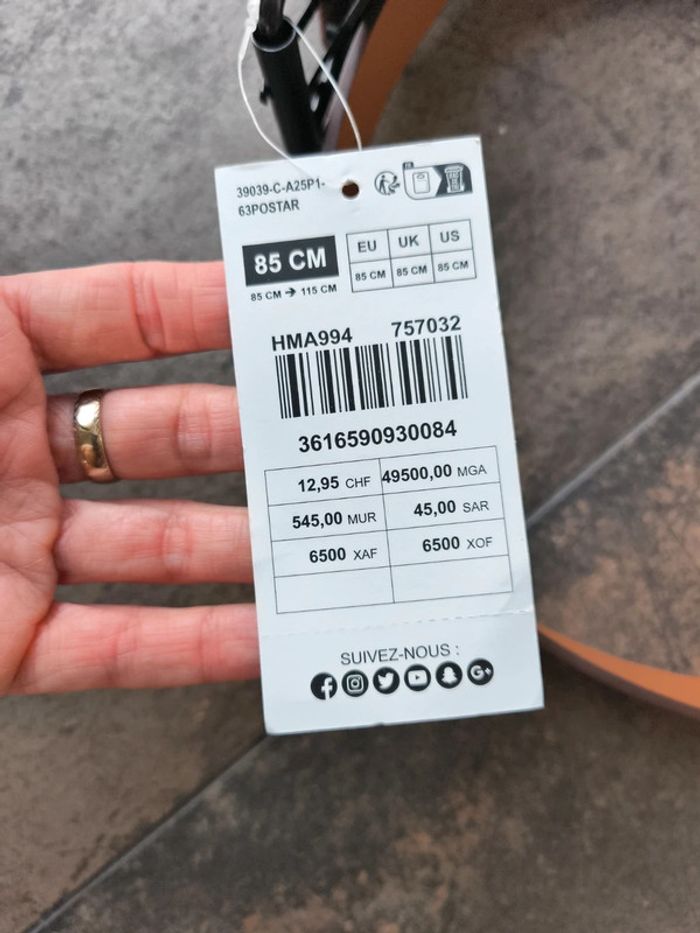 39039-C-A25P1-
63POSTAR
85 CM
85 CM → 115 CM
EU UK US
85 CM 85 CM 85 CM
HMA994 757032
3616590930084
12,95 CHF 49500,00 MGA
545,00 MUR 45,00 SAR
6500 XAF 6500 XOF
SUIVEZ-NOUS :